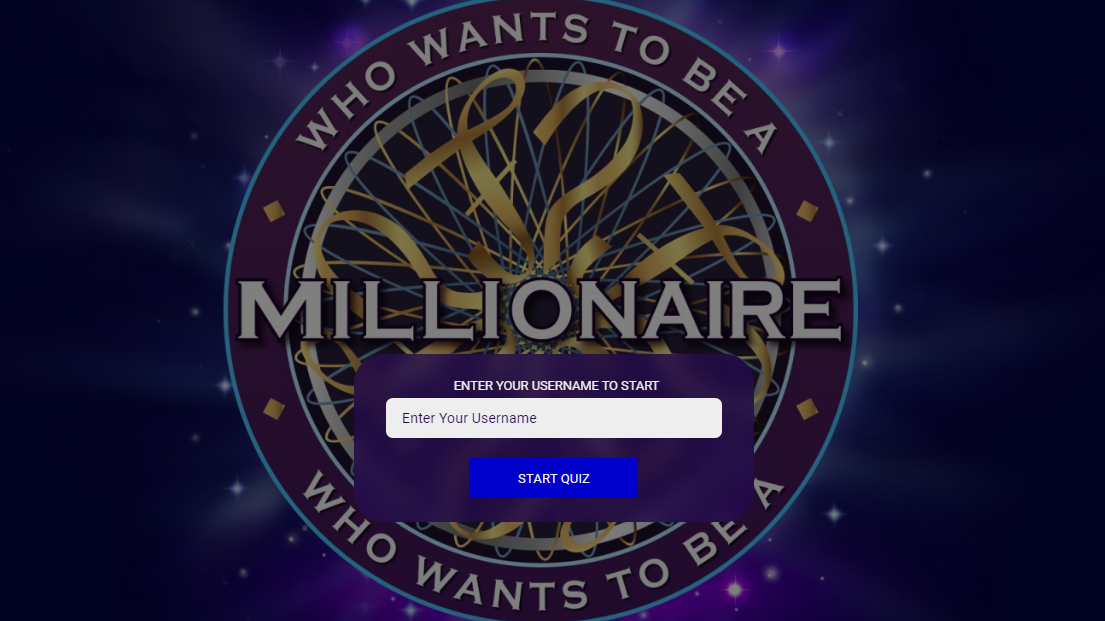 WHO WANTS TO BE A
MILLIONAIRE
ENTER YOUR USERNAME TO START
Enter Your Username
START QUIZ
WHO WANTS TO BE A